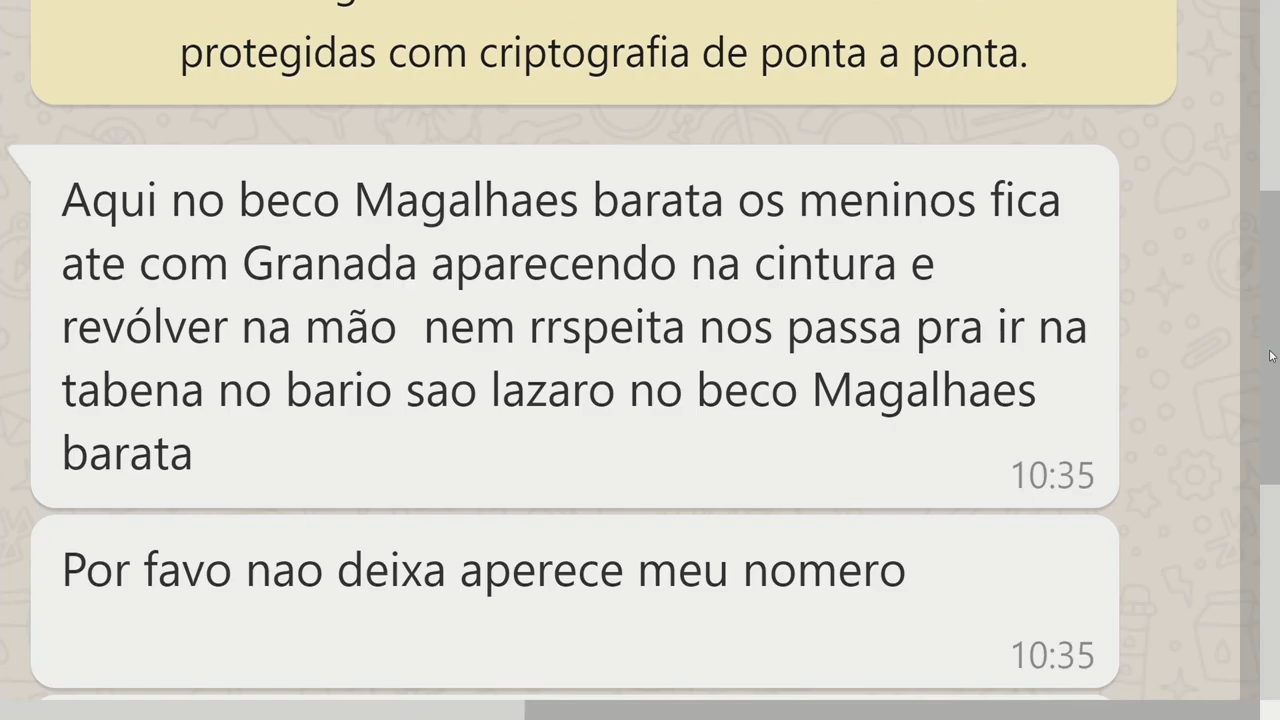 protegidas com criptografia de ponta a ponta.
Aqui no beco Magalhaes barata os meninos fica
ate com Granada aparecendo na cintura e
revólver na mão  nem rrspeita nos passa pra ir na
tabena no bario sao lazaro no beco Magalhaes
barata
10:35
Por favo nao deixa aperece meu nomero
10:35